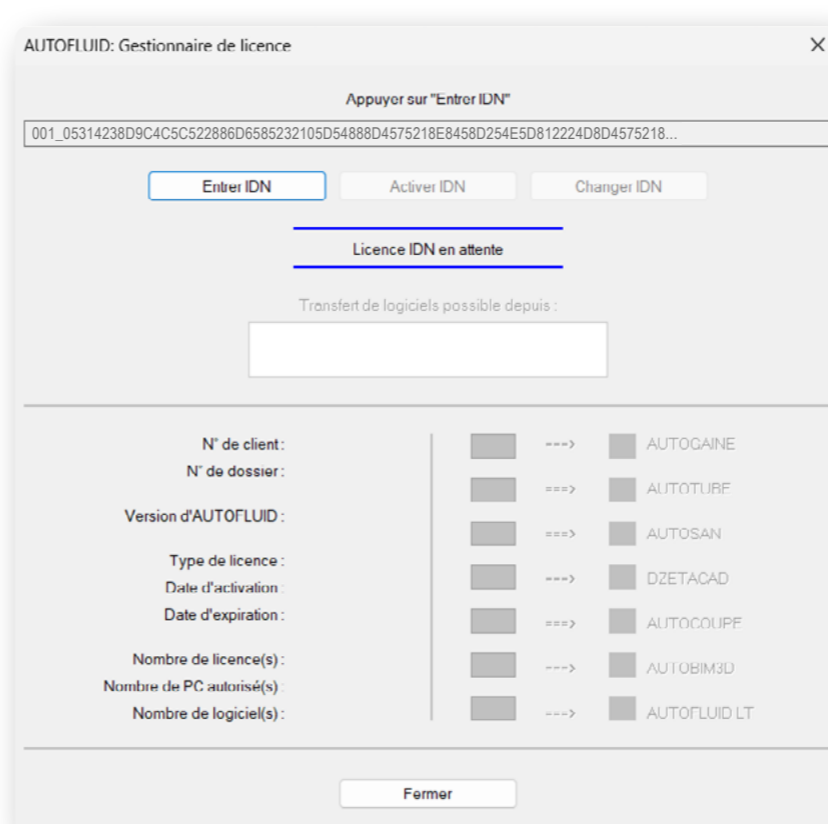 AUTOFLUID: Gestionnaire de licence
Appuyer sur "Entrer IDN"
001_05314238D9C4C5C522886D6585232105D54888D4575218E8458D254E5D812224D8D4575218...
Entrer IDN
Activer IDN
Changer IDN
Licence IDN en attente
Transfert de logiciels possible depuis :
N° de client :
N° de dossier :
Version d'AUTOFLUID :
Type de licence :
Date d'activation :
Date d'expiration :
Nombre de licence(s) :
Nombre de PC autorisé(s) :
Nombre de logiciel(s) :
---> AUTOGAINE
===> AUTOTUBE
===> AUTOSAN
---> DZETACAD
===> AUTOCOUPE
---> AUTOBIM3D
---> AUTOFLUID LT
Fermer